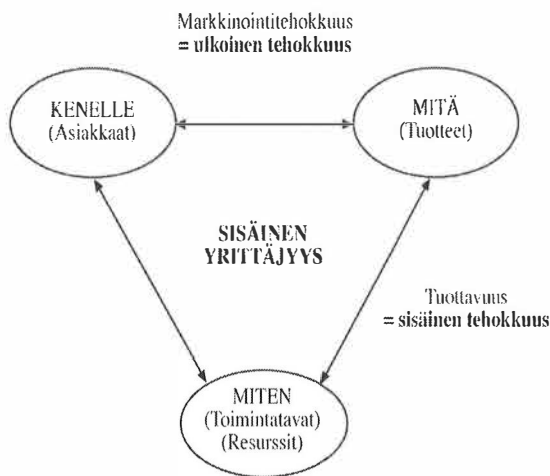 Markkinointitehokkuus
= ulkoinen tehokkuus
KENELLE
(Asiakkaat)
MITÄ
(Tuotteet)
SISÄINEN
YRITTÄJYYS
Tuottavuus
= sisäinen tehokkuus
MITEN
(Toimintatavat)
(Resurssit)